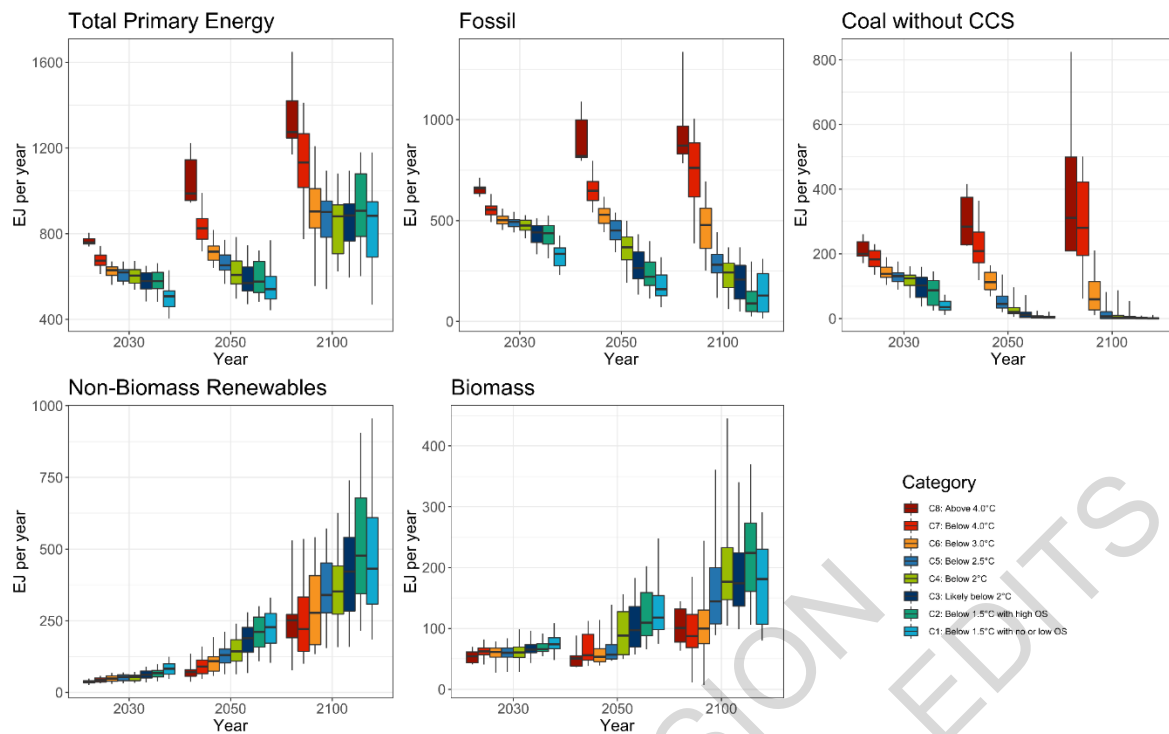 Total Primary Energy
Fossil
Coal without CCS
EJ per year
1600
1200
800
400
2030
2050
2100
Year
EJ per year
1000
500
0
2030
2050
2100
Year
EJ per year
800
600
400
200
0
2030
2050
2100
Year
Non-Biomass Renewables
Biomass
EJ per year
1000
750
500
250
0
2030
2050
2100
Year
EJ per year
400
300
200
100
0
2030
2050
2100
Year
Category
C8: Above 4.0°C
C7: Below 4.0°C
C6: Below 3.0°C
C5: Below 2.5°C
C4: Below 2°C
C3: Likely below 2°C
C2: Below 1.5°C with high OS
C1: Below 1.5°C with no or low OS
SION
EDITS